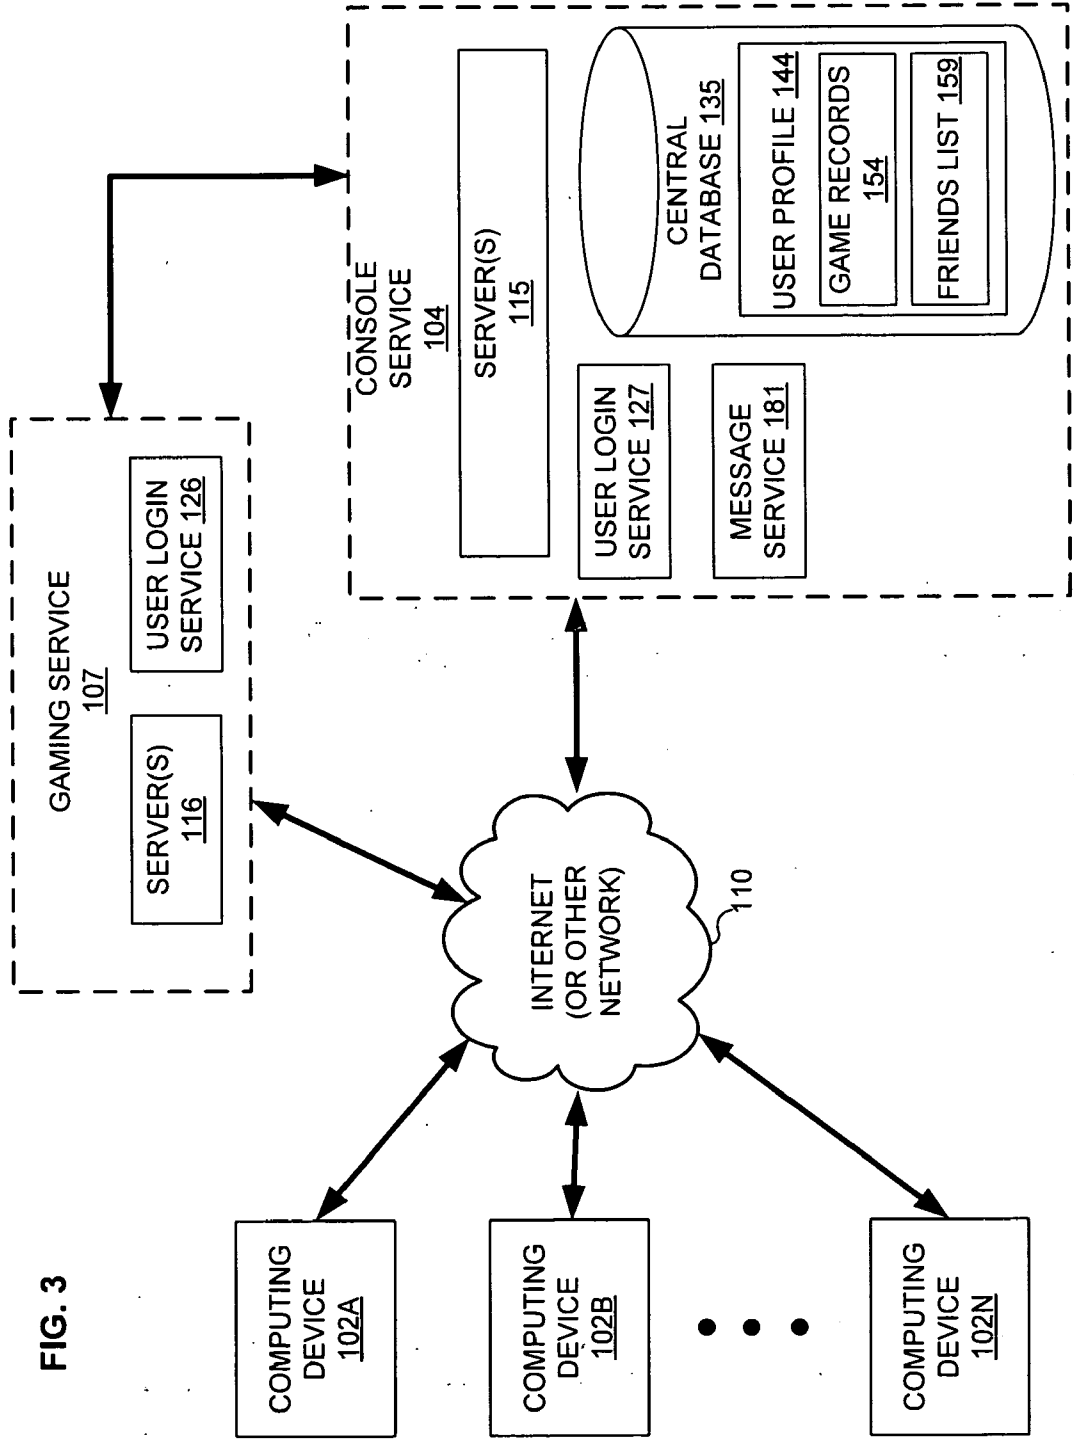 FIG. 3
COMPUTING
DEVICE
102A
COMPUTING
DEVICE
102B
COMPUTING
DEVICE
102N
INTERNET
(OR OTHER
NETWORK)
110
GAMING SERVICE
107
SERVER(S)
116
USER LOGIN
SERVICE 126
CONSOLE
SERVICE
104
SERVER(S)
115
USER LOGIN
SERVICE 127
MESSAGE
SERVICE 181
CENTRAL
DATABASE 135
USER PROFILE 144
GAME RECORDS
154
FRIENDS LIST 159